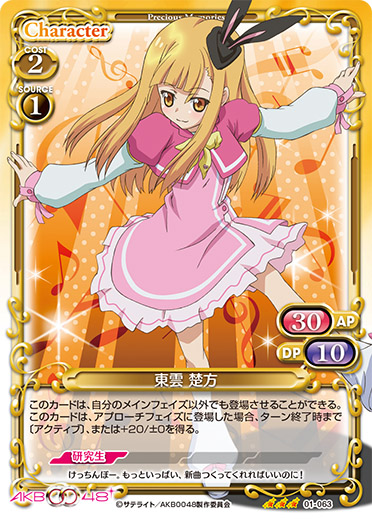 Precious Memories
Character
COST
2
SOURCE
1
30 AP
DP 10
東雲 楚方
このカードは、自分のメインフェイズ以外でも登場させることができる。
このカードは、アプローチフェイズに登場した場合、ターン終了時まで
〔アクティブ〕、または+20/±0を得る。
研究生
けっちんぼー。もっといっぱい、新曲つくってくれればいいのに!
AKB0048
©サテライト/AKB0048製作委員会
01-063